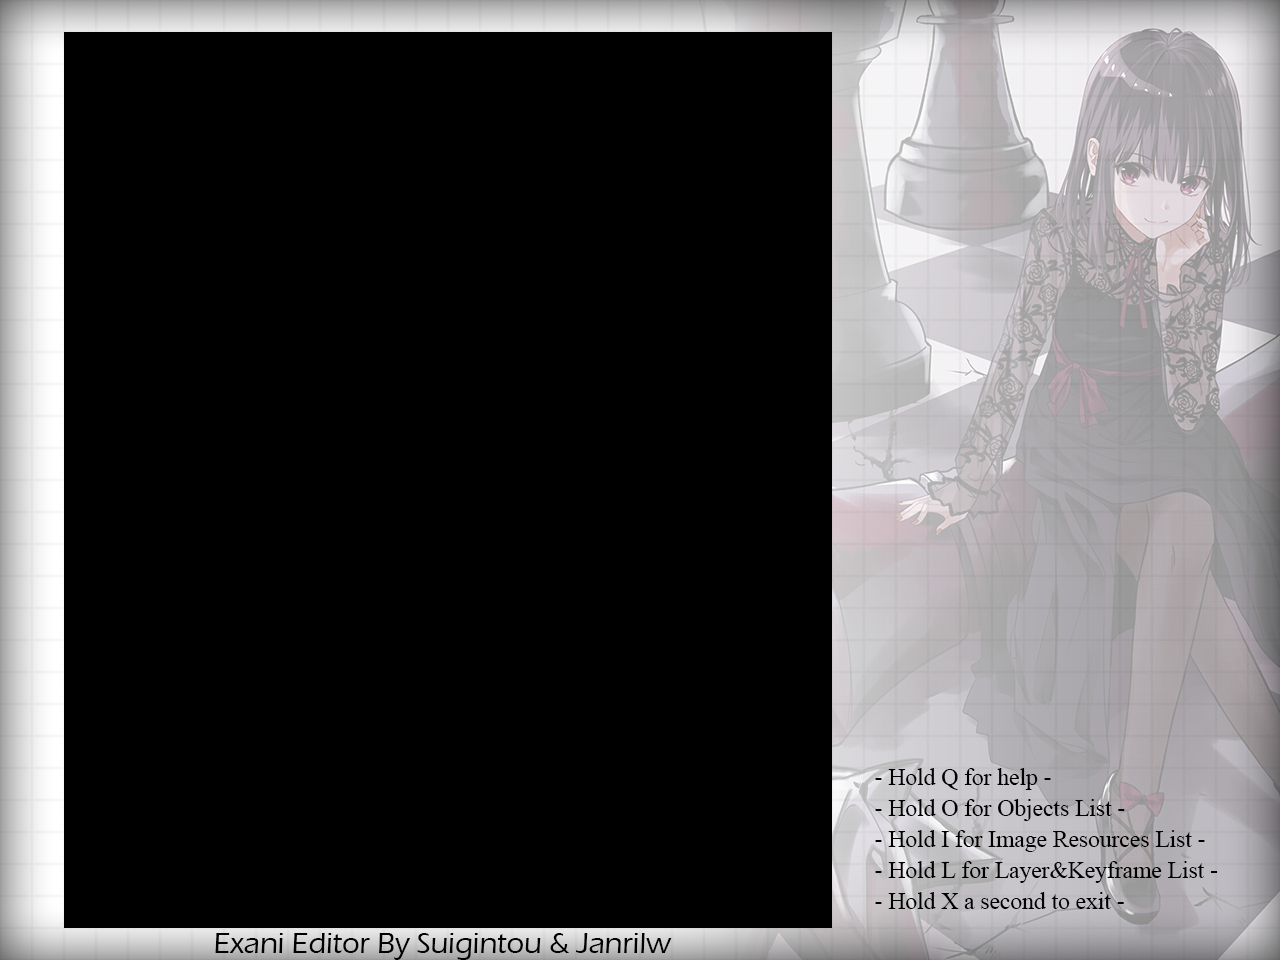 - Hold Q for help -
- Hold O for Objects List -
- Hold I for Image Resources List -
- Hold L for Layer&Keyframe List -
- Hold X a second to exit -
Exani Editor By Suigintou & Janrilw